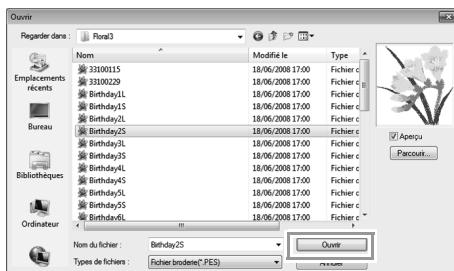 Ouvrir
Regarder dans : Floral3
Nom Modifié le Type
33100115 18/06/2008 17:00 Fichier c
33100229 18/06/2008 17:00 Fichier c
Birthday1L 18/06/2008 17:00 Fichier c
Birthday1S 18/06/2008 17:00 Fichier c
Birthday2L 18/06/2008 17:00 Fichier c
Birthday2S 18/06/2008 17:00 Fichier c
Birthday3L 18/06/2008 17:00 Fichier c
Birthday3S 18/06/2008 17:00 Fichier c
Birthday4L 18/06/2008 17:00 Fichier c
Birthday4S 18/06/2008 17:00 Fichier c
Birthday5L 18/06/2008 17:00 Fichier c
Birthday5S 18/06/2008 17:00 Fichier c
Birthday6L 18/06/2008 17:00 Fichier c
Emplacements
récents
Bureau
Bibliothèques
Ordinateur
Aperçu
Parcourir...
Nom du fichier : Birthday2S Ouvrir
Types de fichiers : Fichier broderie(*.PES) Annuler